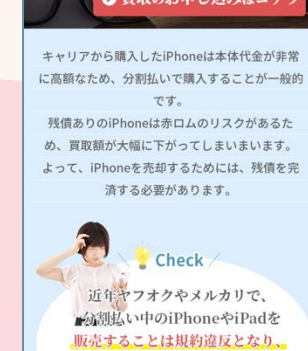 買取のお申し込みはコチラ
キャリアから購入したiPhoneは本体代金が非常
に高額なため、分割払いで購入することが一般的
です。
残債ありのiPhoneは赤ロムのリスクがあるた
め、買取額が大幅に下がってしまいまいます。
よって、iPhoneを売却するためには、残債を完
済する必要があります。
Check
近年ヤフオクやメルカリで、
分割払い中のiPhoneやiPadを
販売することは規約違反となり、